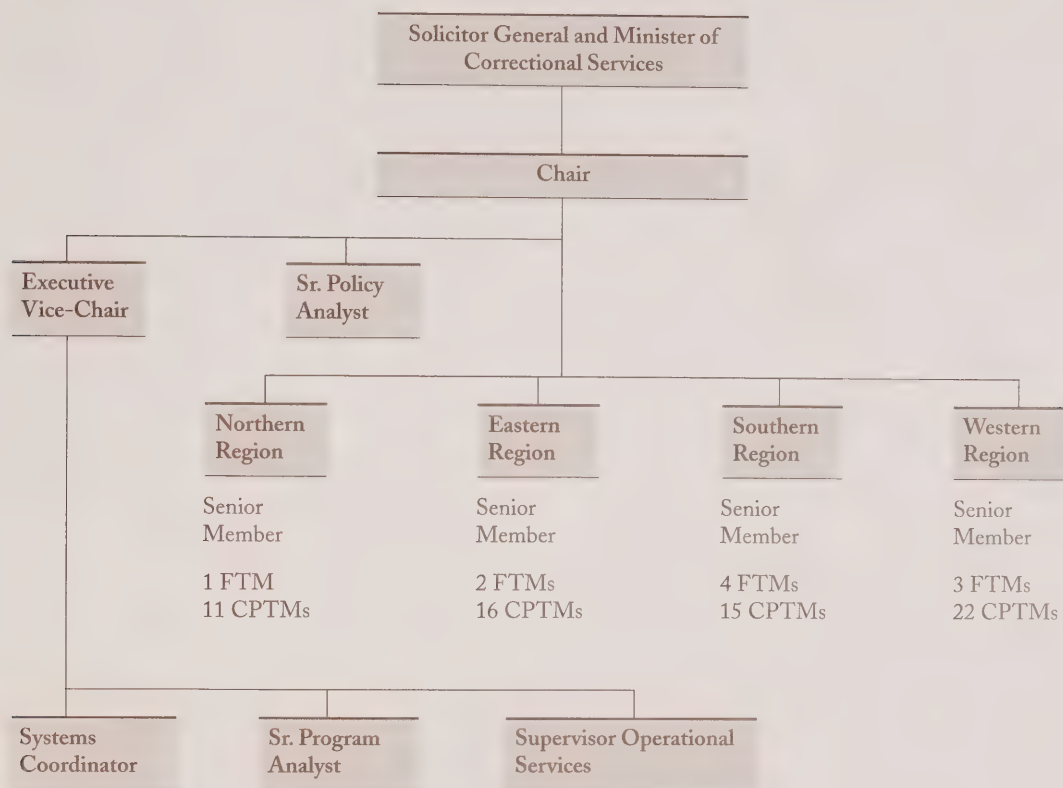 Solicitor General and Minister of
Correctional Services
Chair
Executive
Vice-Chair
Sr. Policy
Analyst
Northern
Region
Senior
Member
1 FTM
11 CPTMs
Eastern
Region
Senior
Member
2 FTMs
16 CPTMs
Southern
Region
Senior
Member
4 FTMs
15 CPTMs
Western
Region
Senior
Member
3 FTMs
22 CPTMs
Systems
Coordinator
Sr. Program
Analyst
Supervisor Operational
Services